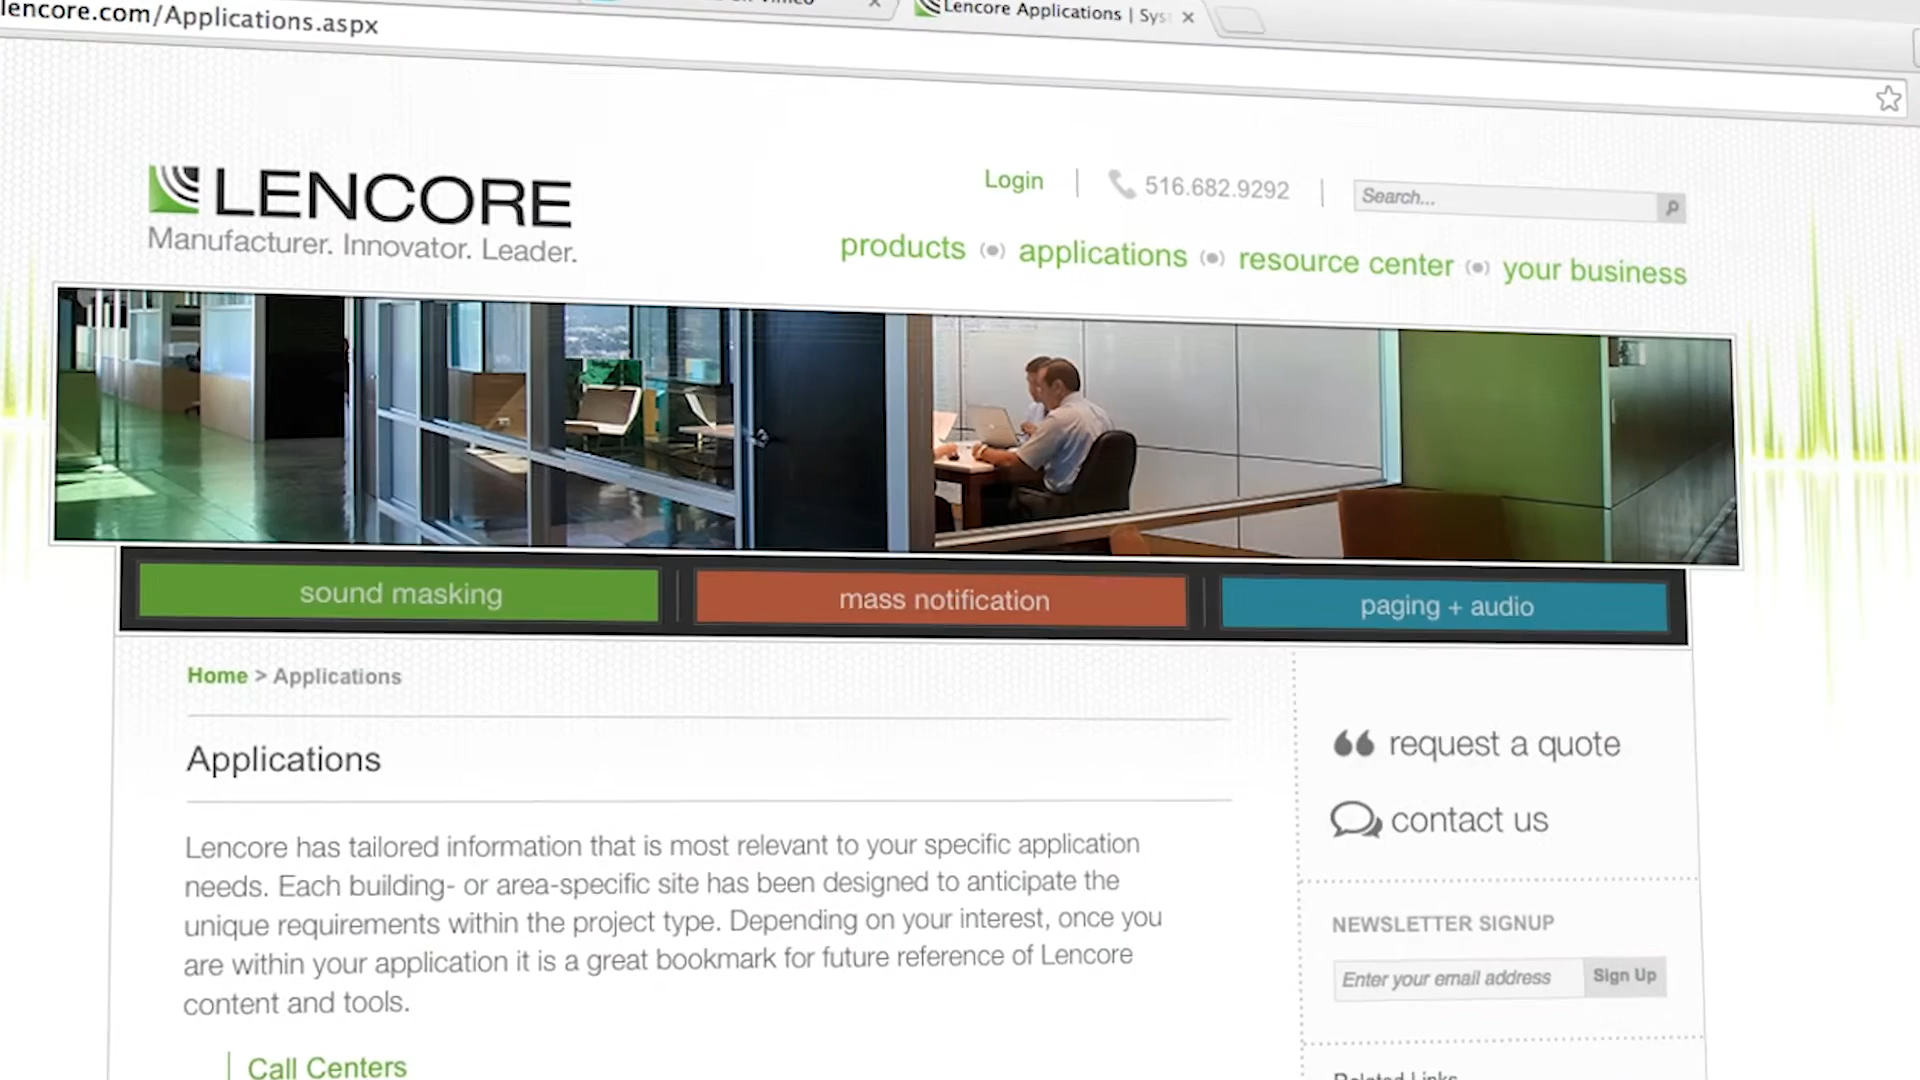 lencore.com/Applications.aspx
Lencore Applications | Sys
LENCORE
Manufacturer. Innovator. Leader.
Login
516.682.9292
Search...
products
applications
resource center
your business
sound masking
mass notification
paging + audio
Home > Applications
Applications
Lencore has tailored information that is most relevant to your specific application
needs. Each building- or area-specific site has been designed to anticipate the
unique requirements within the project type. Depending on your interest, once you
are within your application it is a great bookmark for future reference of Lencore
content and tools.
Call Centers
request a quote
contact us
NEWSLETTER SIGNUP
Enter your email address
Sign Up
Related Links